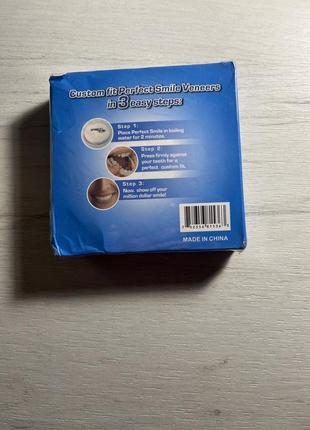 Custom fit Perfect Smile Veneers
in 3 easy steps:
Step 1:
Place Perfect Smile in boiling
water for 2 minutes.
Step 2:
Press firmly against
your teeth for a
perfect custom fit.
Step 3:
Now, show off your
million dollar smile!
MADE IN CHINA